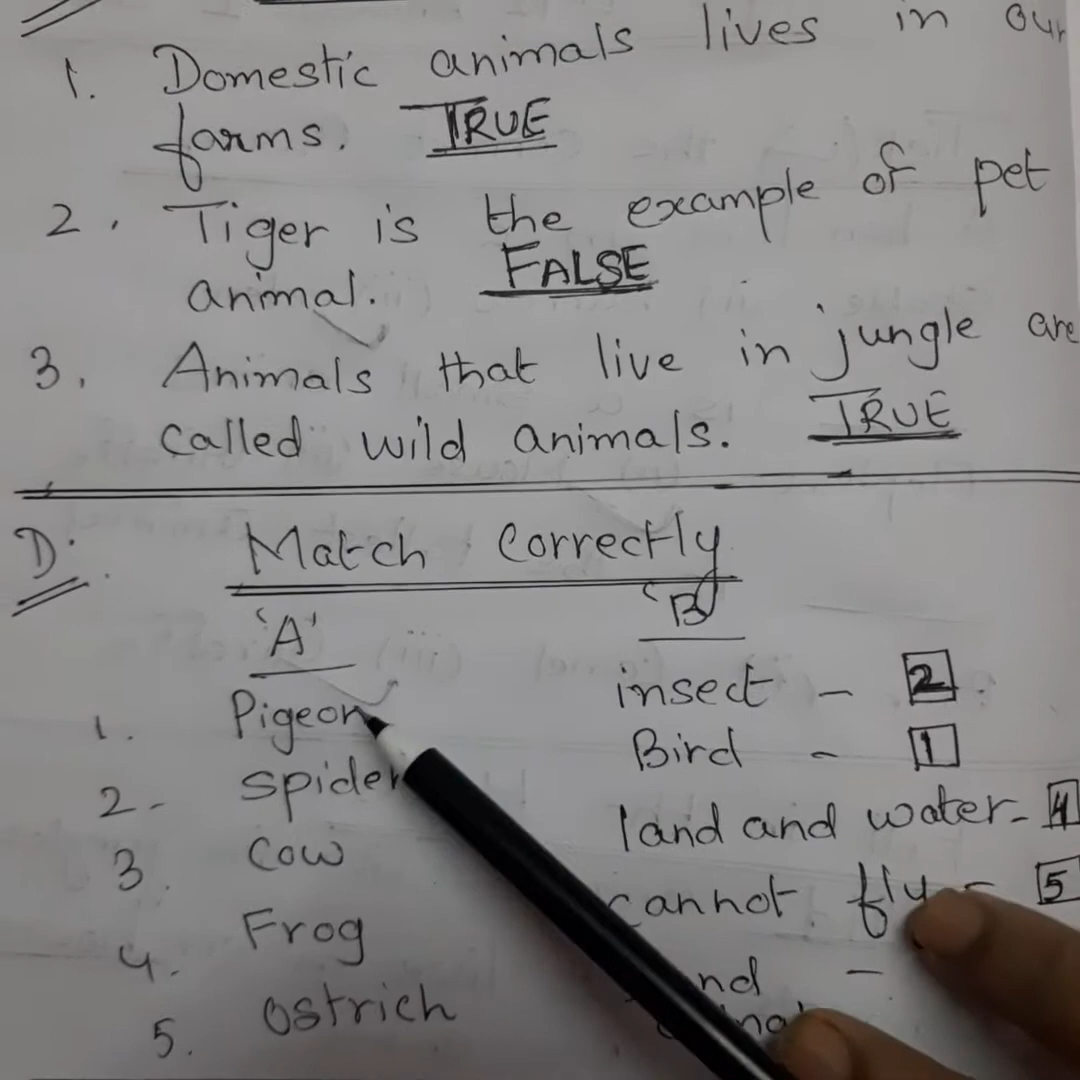 1. Domestic animals lives in our
farms. TRUE
2. Tiger is the example of pet
animal. FALSE
3. Animals that live in jungle are
called wild animals. TRUE
D. Match Correctly
'A' 'B'
1. Pigeon insect - 2
2- Spider Bird - 1
3. Cow land and water - 4
4. Frog cannot fly - 5
5. Ostrich